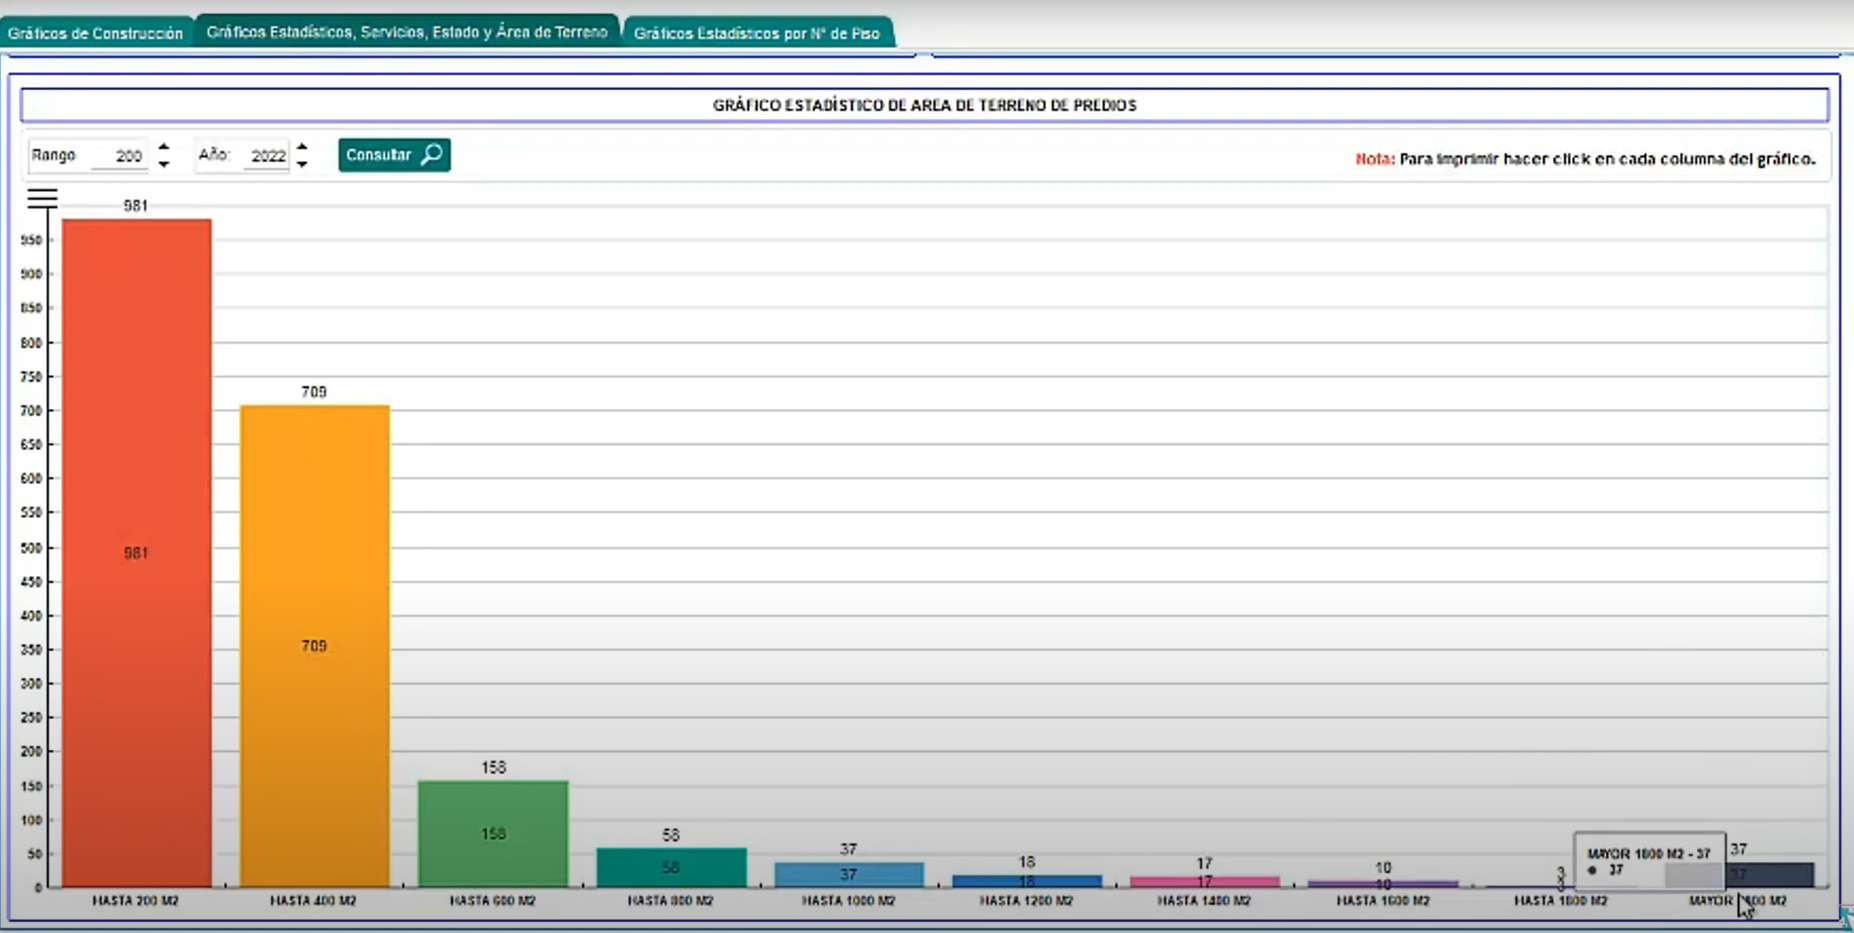 Gráficos de Construcción
Gráficos Estadísticos, Servicios, Estado y Área de Terreno
Gráficos Estadísticos por N° de Piso
GRÁFICO ESTADÍSTICO DE AREA DE TERRENO DE PREDIOS
Rango 200 Año: 2022 Consultar
Nota: Para imprimir hacer click en cada columna del gráfico.
981
950
900
850
800
750
709
700
650
600
550
981
500
450
400
709
350
300
250
200
158
150
158
100
58
58
50
37
37
18
18
17
17
10
10
3
3
MAYOR 1800 M2 - 37
37
37
37
0
HASTA 200 M2
HASTA 400 M2
HASTA 600 M2
HASTA 800 M2
HASTA 1000 M2
HASTA 1200 M2
HASTA 1400 M2
HASTA 1600 M2
HASTA 1800 M2
MAYOR 1800 M2